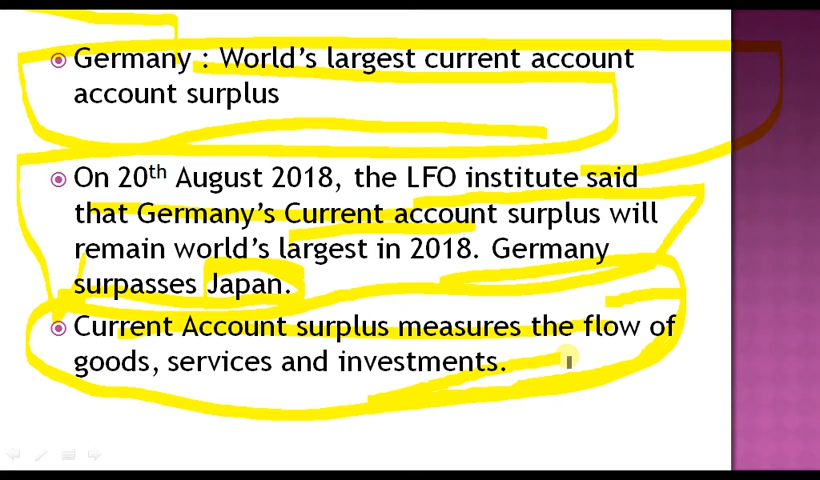 Germany : World's largest current account
account surplus
On 20th August 2018, the LFO institute said
that Germany's Current account surplus will
remain world's largest in 2018. Germany
surpasses Japan.
Current Account surplus measures the flow of
goods, services and investments.